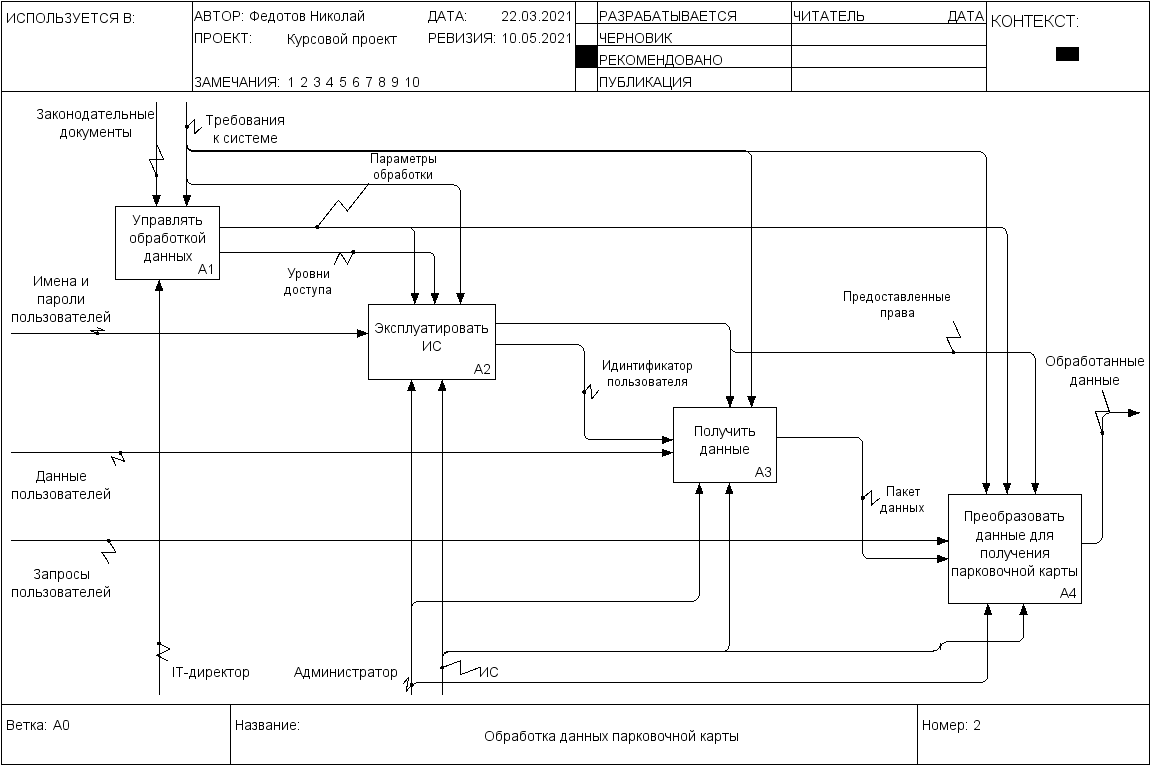 ИСПОЛЬЗУЕТСЯ В:
АВТОР: Федотов Николай
ДАТА: 22.03.2021
ПРОЕКТ: Курсовой проект
РЕВИЗИЯ: 10.05.2021
ЗАМЕЧАНИЯ: 1 2 3 4 5 6 7 8 9 10
РАЗРАБАТЫВАЕТСЯ
ЧЕРНОВИК
РЕКОМЕНДОВАНО
ПУБЛИКАЦИЯ
ЧИТАТЕЛЬ
ДАТА
КОНТЕКСТ:
Законодательные
документы
Требования
к системе
Параметры
обработки
Управлять
обработкой
данных
A1
Уровни
доступа
Имена и
пароли
пользователей
Эксплуатировать
ИС
A2
Предоставленные
права
Идинтификатор
пользователя
Обработанные
данные
Получить
данные
A3
Данные
пользователей
Пакет
данных
Преобразовать
данные для
получения
парковочной карты
A4
Запросы
пользователей
IT-директор
Администратор
ИС
Ветка: A0
Название:
Обработка данных парковочной карты
Номер: 2